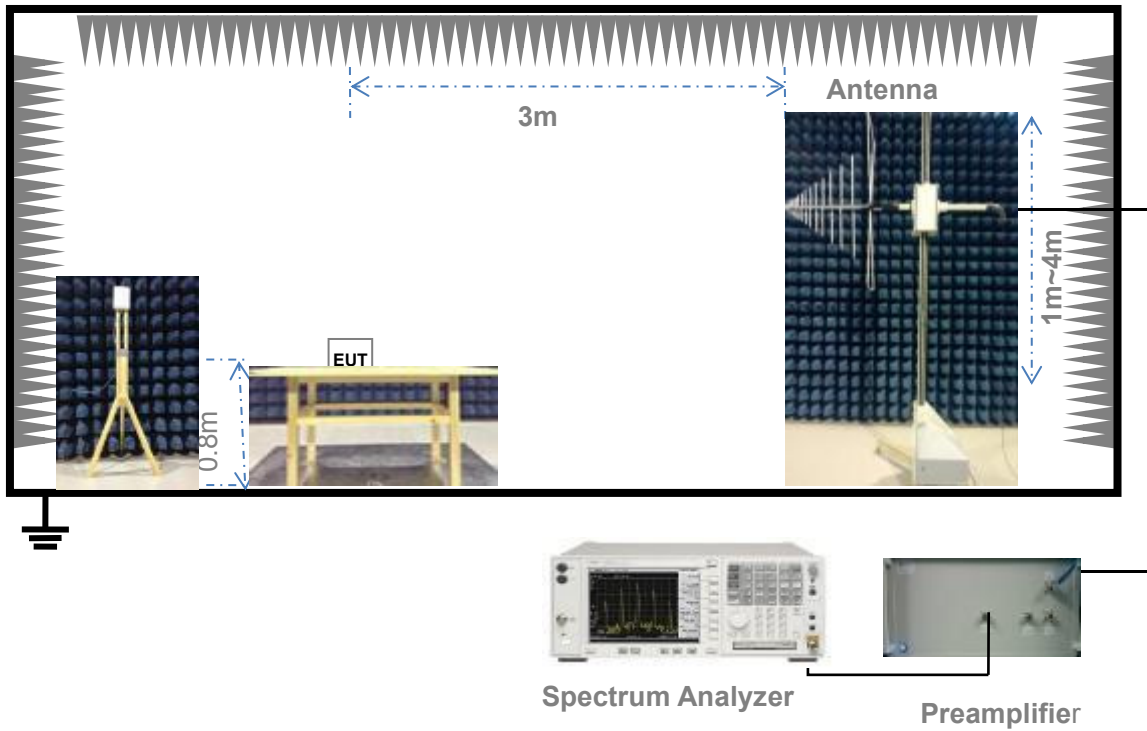 Antenna
3m
1m~4m
EUT
0.8m
Spectrum Analyzer
Preamplifier